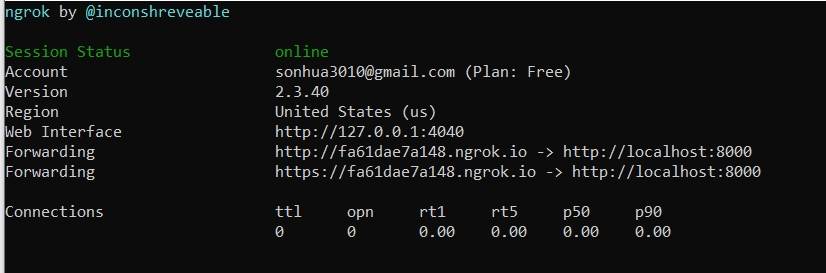 ngrok by @inconshreveable
Session Status online
Account sonhua3010@gmail.com (Plan: Free)
Version 2.3.40
Region United States (us)
Web Interface http://127.0.0.1:4040
Forwarding http://fa61dae7a148.ngrok.io -> http://localhost:8000
Forwarding https://fa61dae7a148.ngrok.io -> http://localhost:8000
Connections ttl opn rt1 rt5 p50 p90
0 0 0.00 0.00 0.00 0.00